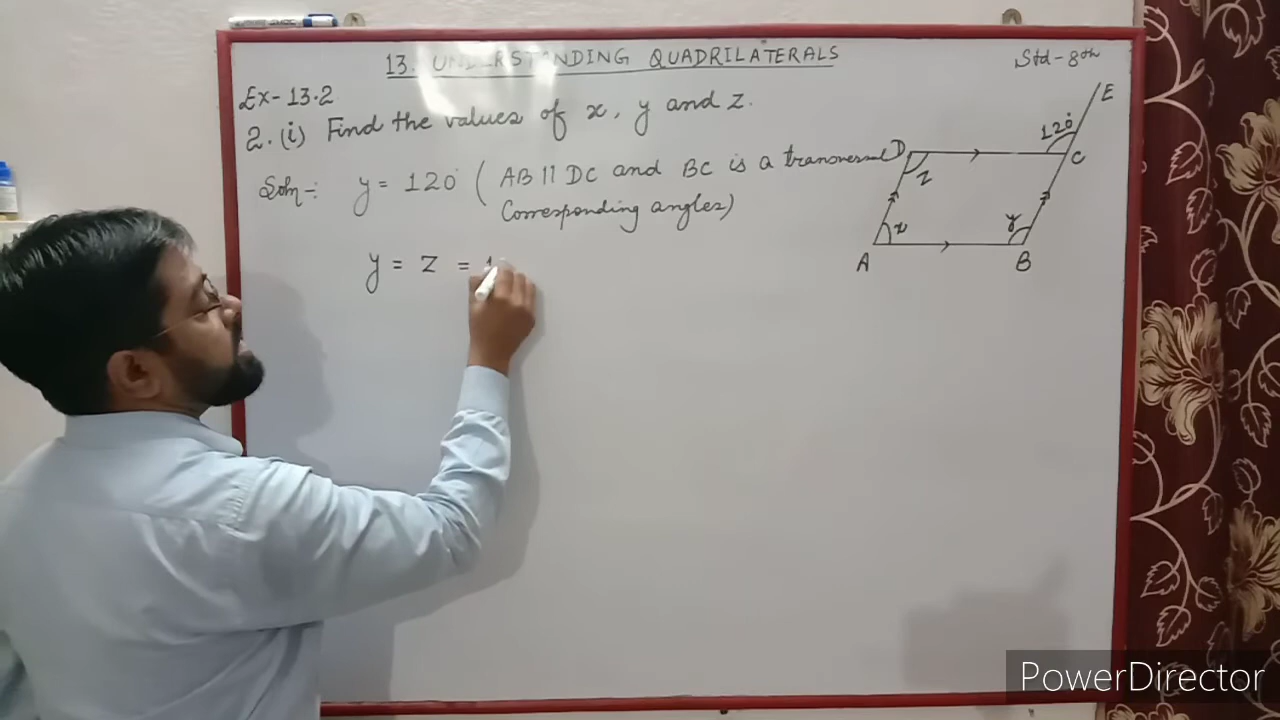 13. UNDERSTANDING QUADRILATERALS
Std-8th
Ex-13.2
2. (i) Find the values of x, y and z.
Soln-: y = 120° ( AB || DC and BC is a transversal
Corresponding angles)
y = z = 1
E
120°
D
C
z
x
y
A
B
PowerDirector